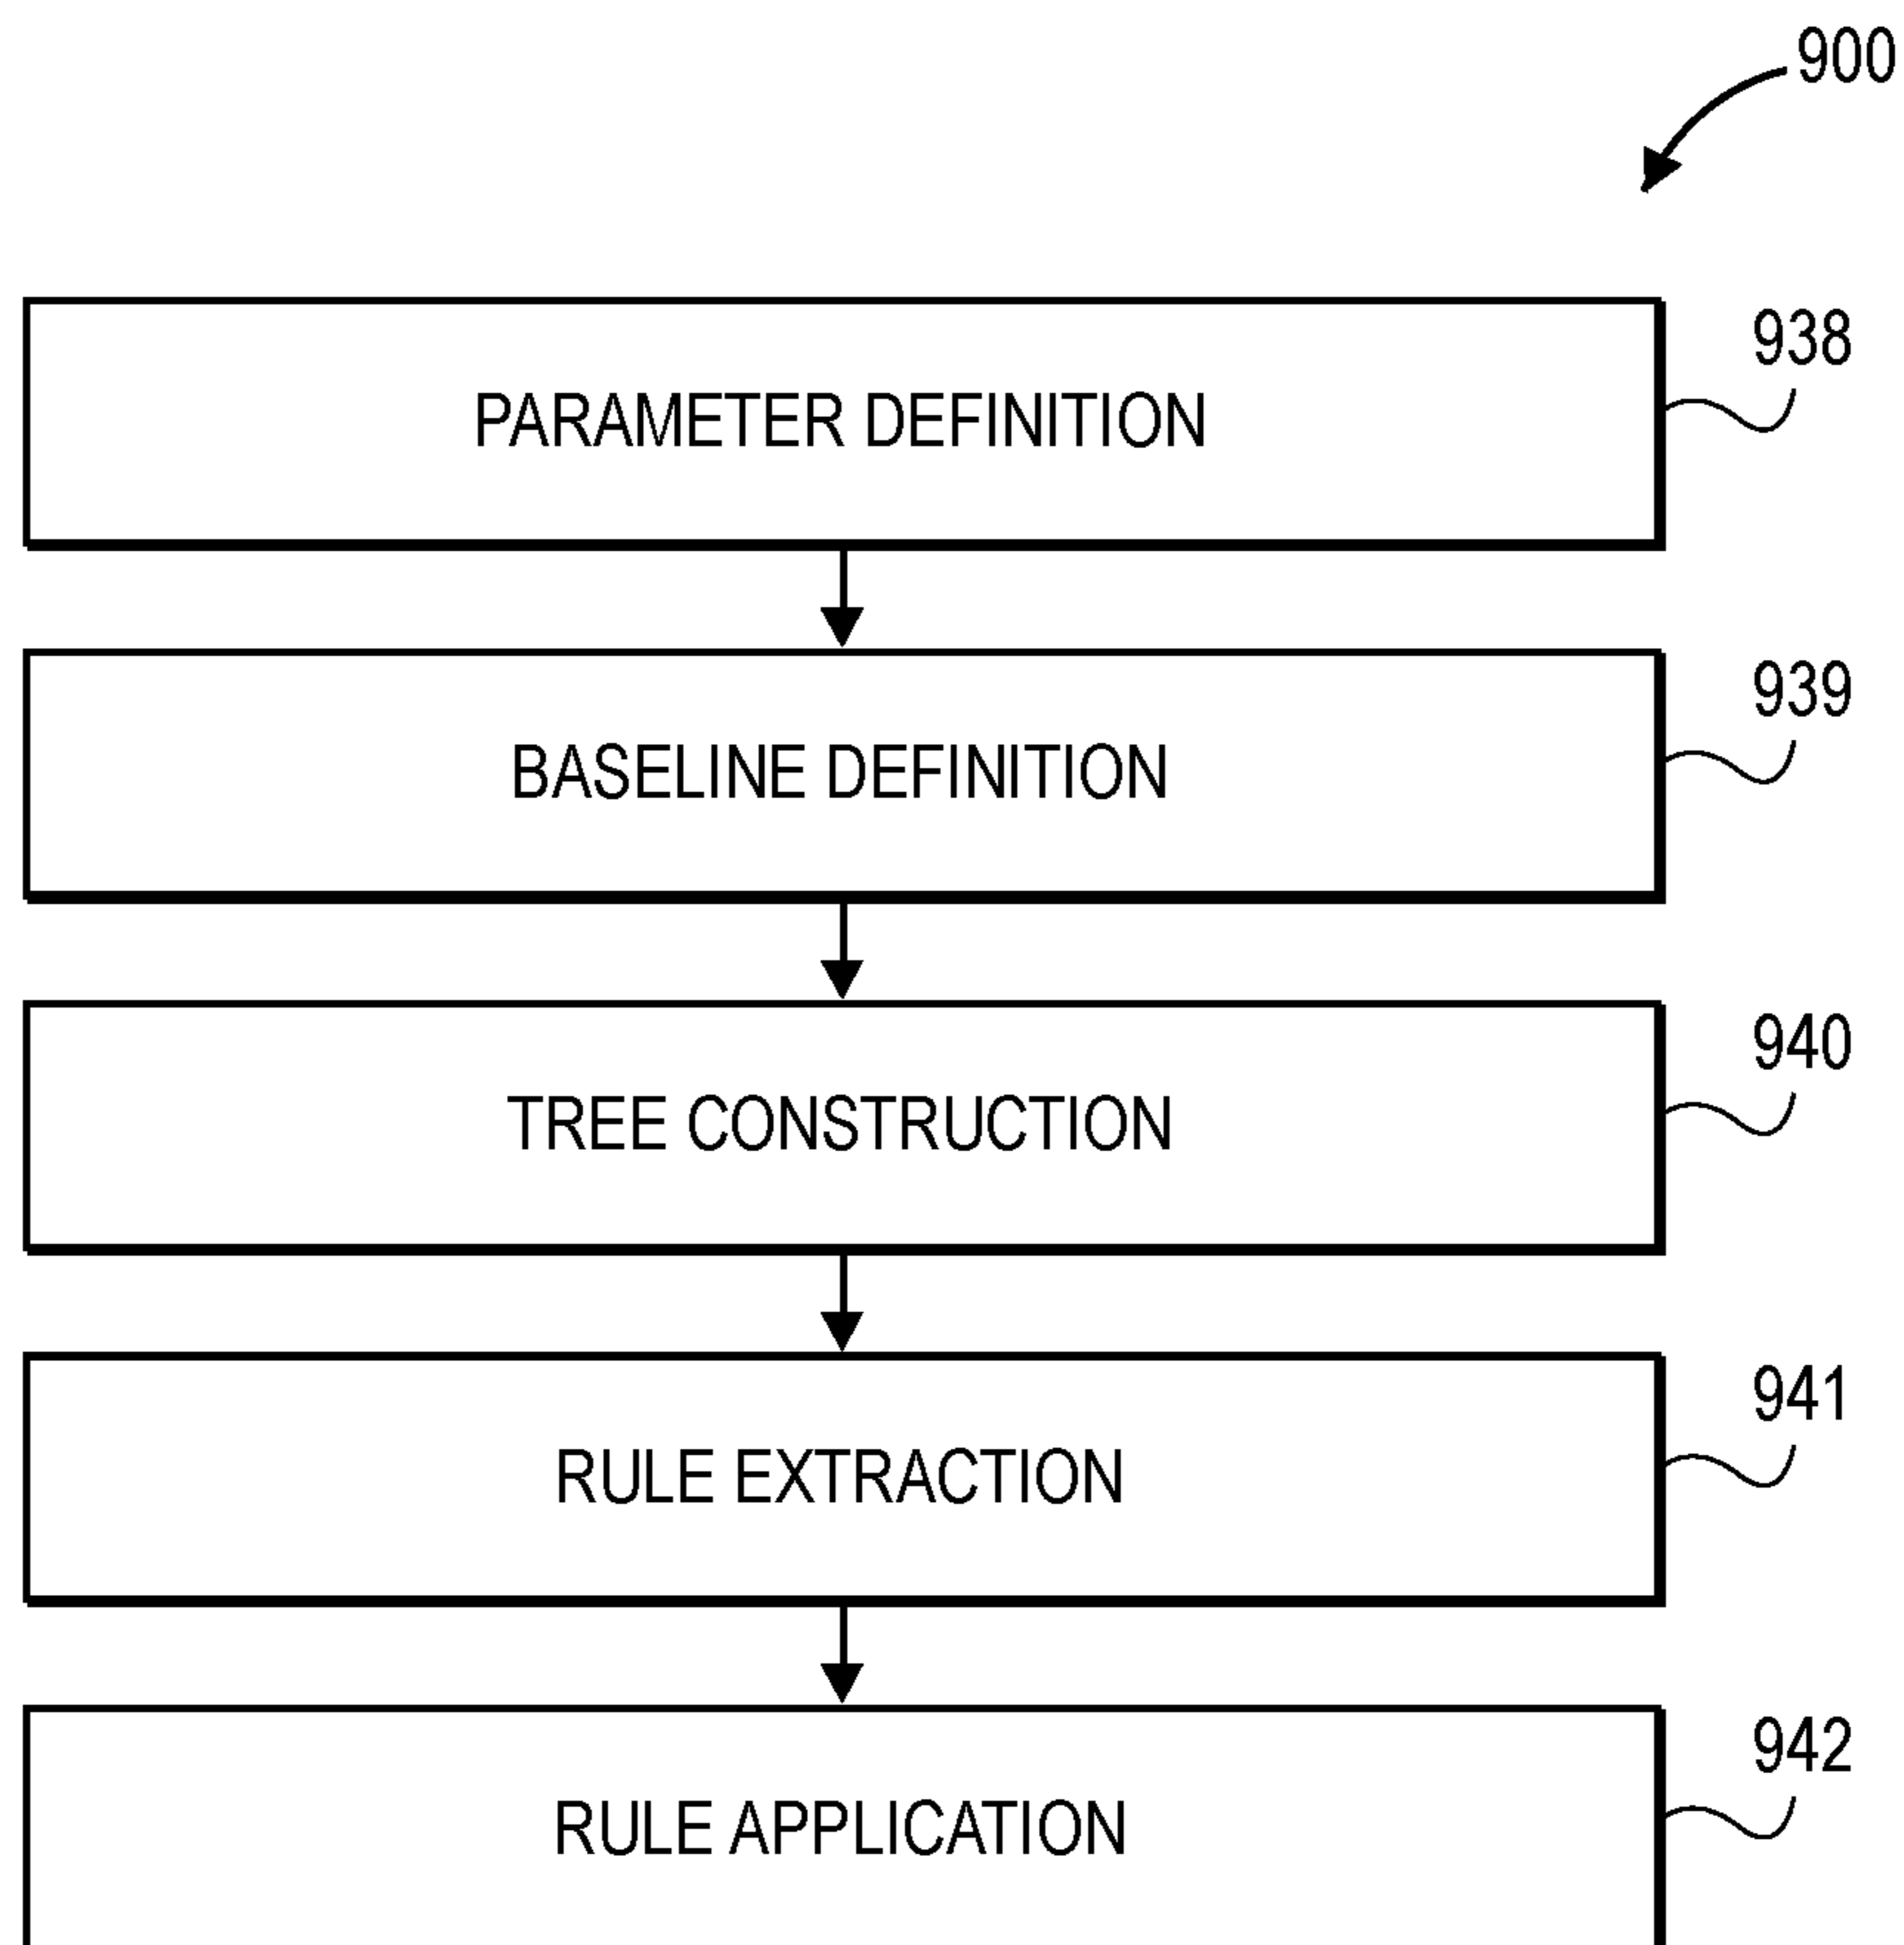 900
PARAMETER DEFINITION
938
BASELINE DEFINITION
939
TREE CONSTRUCTION
940
RULE EXTRACTION
941
RULE APPLICATION
942